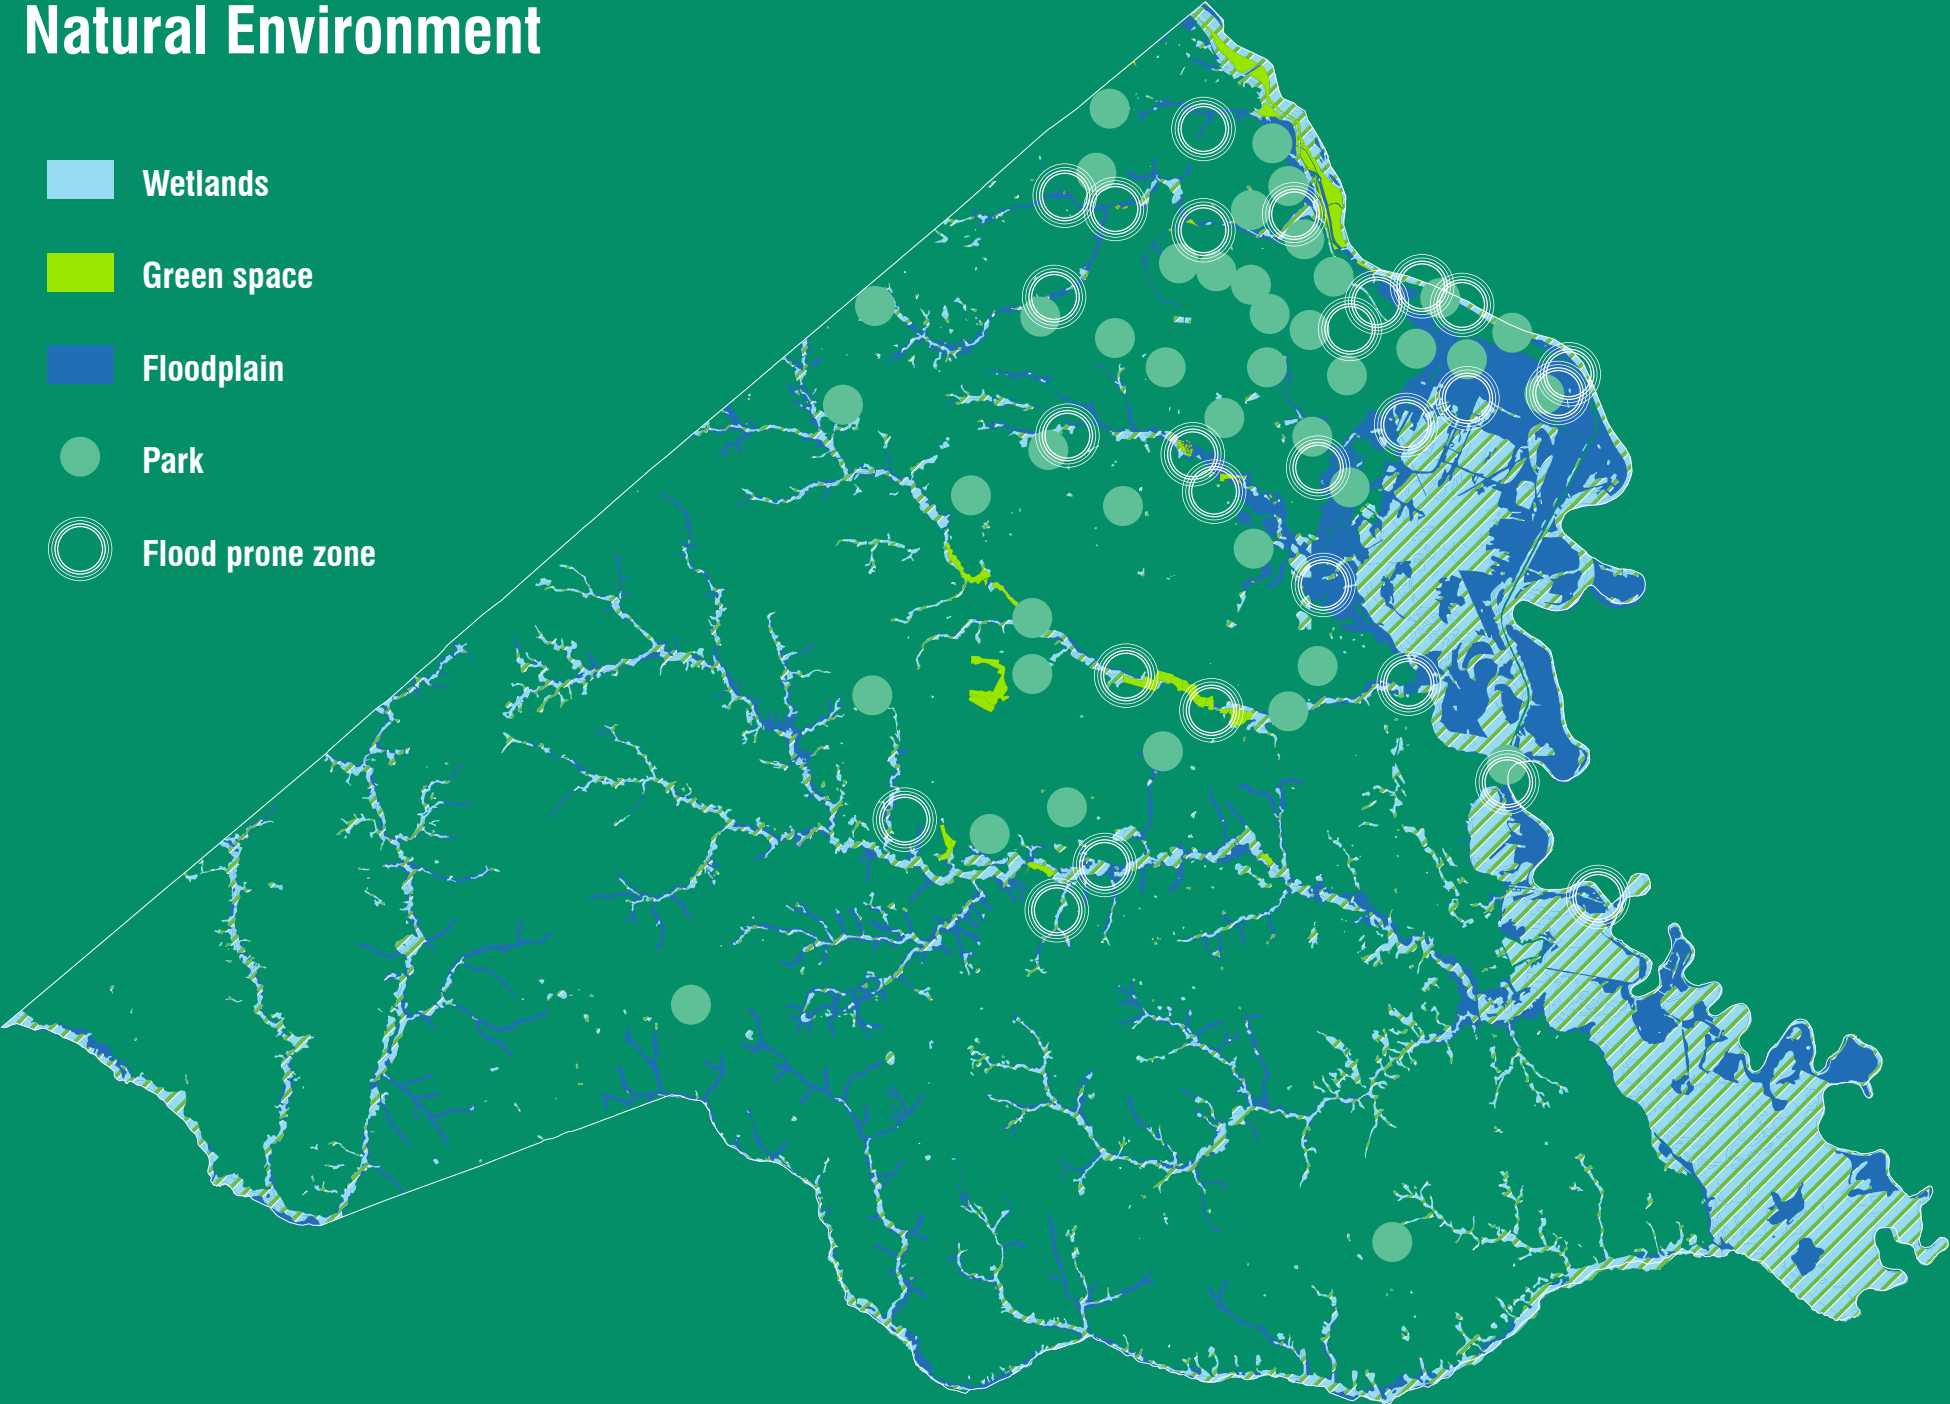 Natural Environment
Wetlands
Green space
Floodplain
Park
Flood prone zone